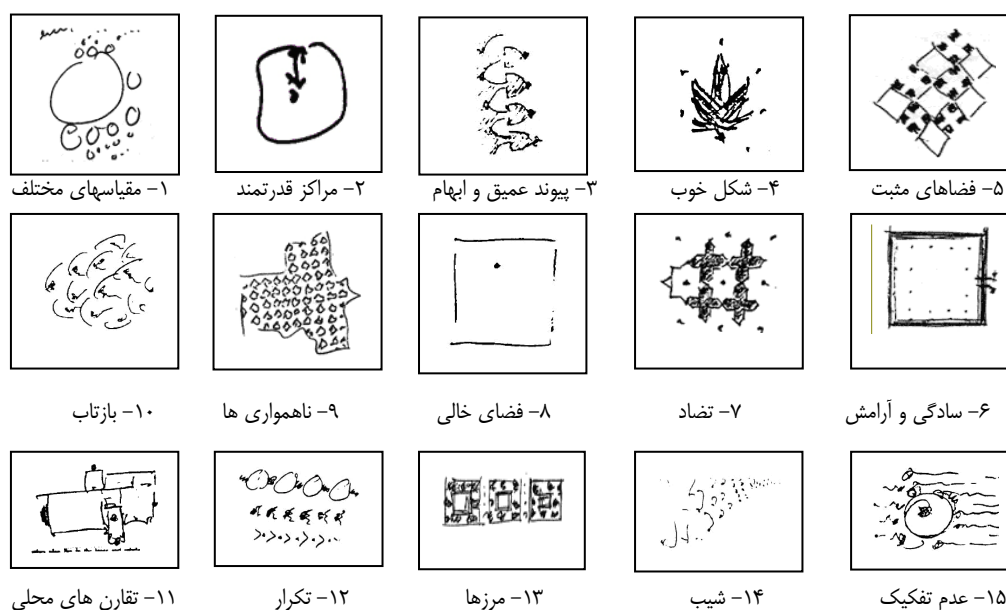 ۱- مقیاسهای مختلف
۲- مراکز قدرتمند
۳- پیوند عمیق و ابهام
۴- شکل خوب
۵- فضاهای مثبت
۶- سادگی و آرامش
۷- تضاد
۸- فضای خالی
۹- ناهمواری ها
۱۰- بازتاب
۱۱- تقارن های محلی
۱۲- تکرار
۱۳- مرزها
۱۴- شیب
۱۵- عدم تفکیک